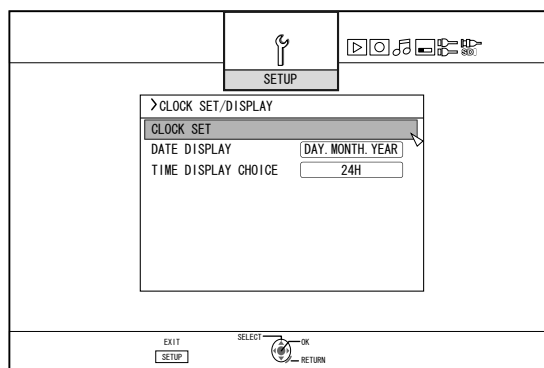 SD
SETUP
>CLOCK SET/DISPLAY
CLOCK SET
DATE DISPLAY DAY.MONTH.YEAR
TIME DISPLAY CHOICE 24H
EXIT SELECT OK
SETUP RETURN